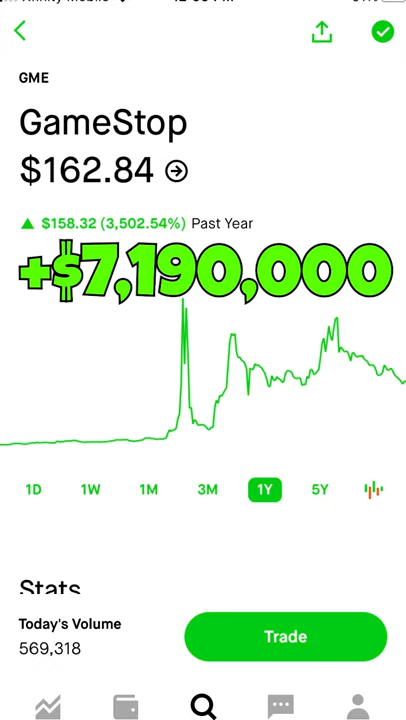 GME
GameStop
$162.84
▲ $158.32 (3,502.54%) Past Year
+$7,190,000
1D 1W 1M 3M 1Y 5Y
Stats
Today's Volume
569,318
Trade